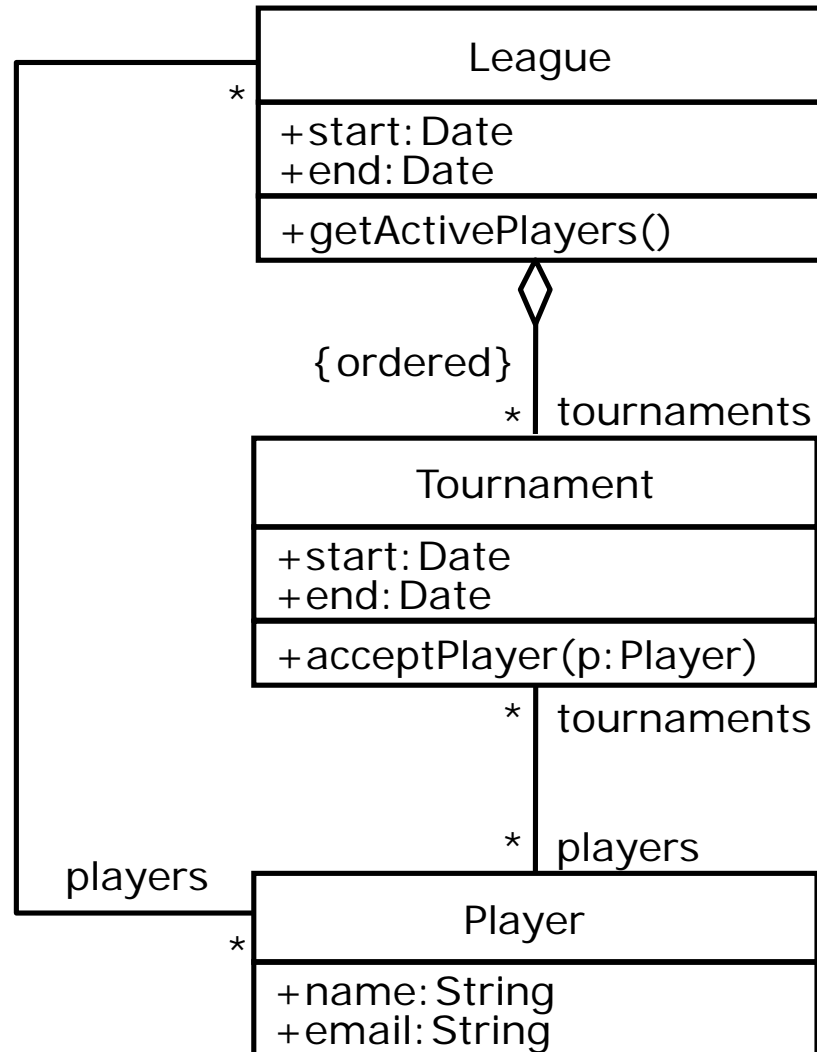 League
*
+start:Date
+end:Date
+getActivePlayers()
{ordered}
* tournaments
Tournament
+start:Date
+end:Date
+acceptPlayer(p:Player)
* tournaments
* players
players
Player
*
+name:String
+email:String